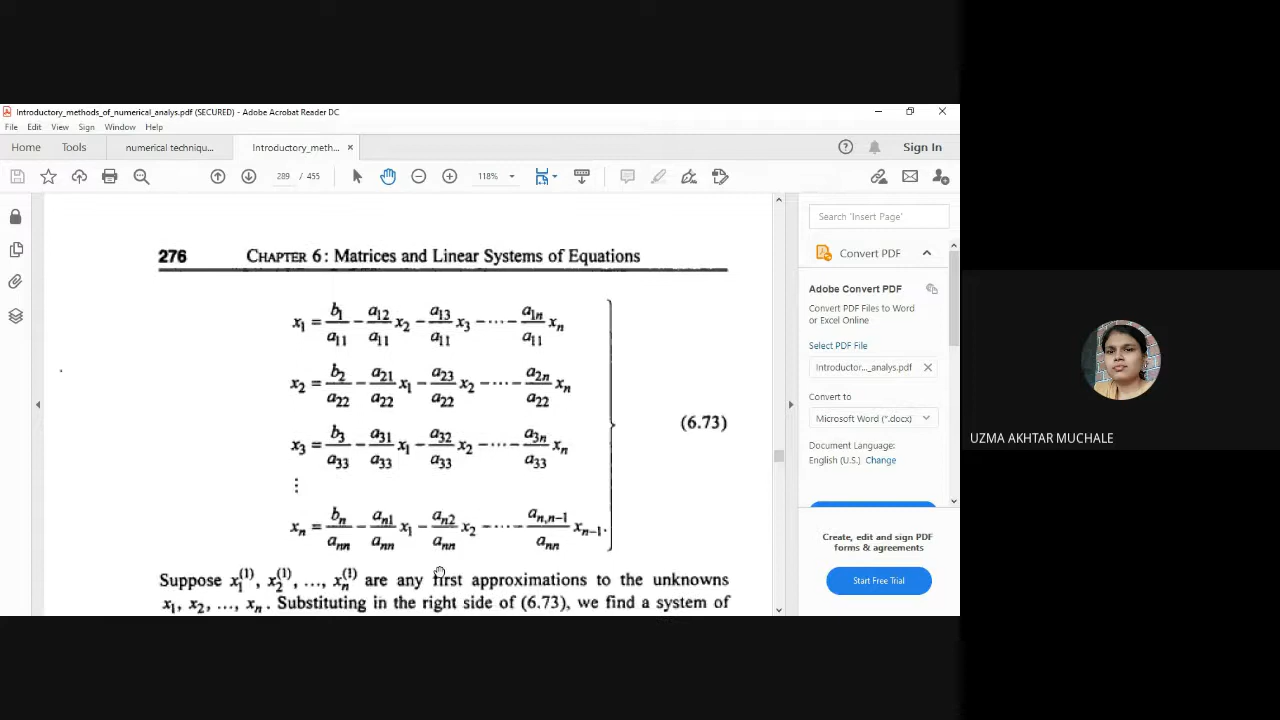 Introductory_methods_of_numerical_analys.pdf (SECURED) - Adobe Acrobat Reader DC
File Edit View Sign Window Help
Home Tools numerical techniqu... Introductory_meth... × Sign In
289 / 455 118%
Search 'Insert Page'
276 CHAPTER 6: Matrices and Linear Systems of Equations
Convert PDF
Adobe Convert PDF
Convert PDF Files to Word
or Excel Online
Select PDF File
Introductor..._analys.pdf
Convert to
Microsoft Word (*.docx)
Document Language:
English (U.S.) Change
Create, edit and sign PDF
forms & agreements
Start Free Trial
x₁ = b₁/a₁₁ − a₁₂/a₁₁ x₂ − a₁₃/a₁₁ x₃ − ··· − a₁ₙ/a₁₁ xₙ
x₂ = b₂/a₂₂ − a₂₁/a₂₂ x₁ − a₂₃/a₂₂ x₂ − ··· − a₂ₙ/a₂₂ xₙ
(6.73)
x₃ = b₃/a₃₃ − a₃₁/a₃₃ x₁ − a₃₂/a₃₃ x₂ − ··· − a₃ₙ/a₃₃ xₙ
⋮
xₙ = bₙ/aₙₙ − aₙ₁/aₙₙ x₁ − aₙ₂/aₙₙ x₂ − ··· − aₙ,ₙ₋₁/aₙₙ xₙ₋₁.
Suppose x₁⁽¹⁾, x₂⁽¹⁾, ..., xₙ⁽¹⁾ are any first approximations to the unknowns
x₁, x₂, ..., xₙ. Substituting in the right side of (6.73), we find a system of
UZMA AKHTAR MUCHALE